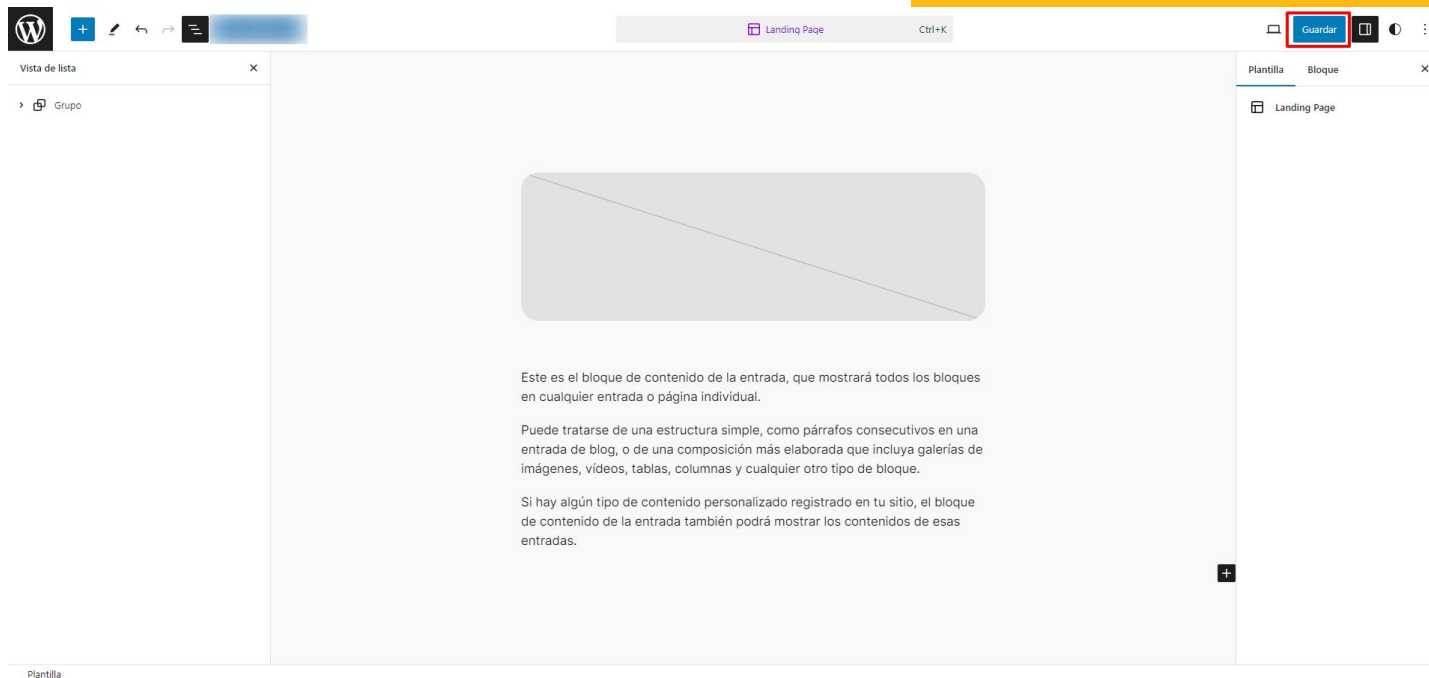 Landing Page Ctrl+K
Guardar
Vista de lista
Plantilla Bloque
Grupo
Landing Page
Este es el bloque de contenido de la entrada, que mostrará todos los bloques
en cualquier entrada o página individual.
Puede tratarse de una estructura simple, como párrafos consecutivos en una
entrada de blog, o de una composición más elaborada que incluya galerías de
imágenes, vídeos, tablas, columnas y cualquier otro tipo de bloque.
Si hay algún tipo de contenido personalizado registrado en tu sitio, el bloque
de contenido de la entrada también podrá mostrar los contenidos de esas
entradas.
Plantilla